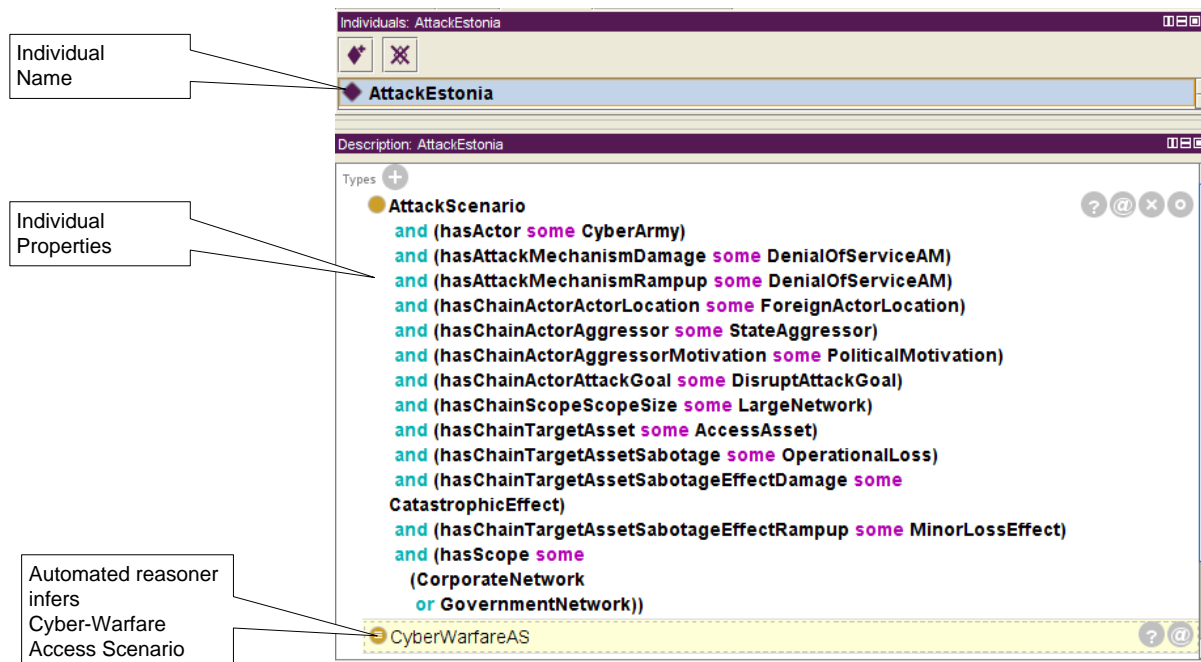 Individuals: AttackEstonia
Individual
Name
AttackEstonia
Description: AttackEstonia
Types +
AttackScenario
? @ × o
and (hasActor some CyberArmy)
and (hasAttackMechanismDamage some DenialOfServiceAM)
Individual
Properties
and (hasAttackMechanismRampup some DenialOfServiceAM)
and (hasChainActorActorLocation some ForeignActorLocation)
and (hasChainActorAggressor some StateAggressor)
and (hasChainActorAggressorMotivation some PoliticalMotivation)
and (hasChainActorAttackGoal some DisruptAttackGoal)
and (hasChainScopeScopeSize some LargeNetwork)
and (hasChainTargetAsset some AccessAsset)
and (hasChainTargetAssetSabotage some OperationalLoss)
and (hasChainTargetAssetSabotageEffectDamage some
CatastrophicEffect)
and (hasChainTargetAssetSabotageEffectRampup some MinorLossEffect)
and (hasScope some
(CorporateNetwork
or GovernmentNetwork))
Automated reasoner
infers
Cyber-Warfare
Access Scenario
CyberWarfareAS
? @